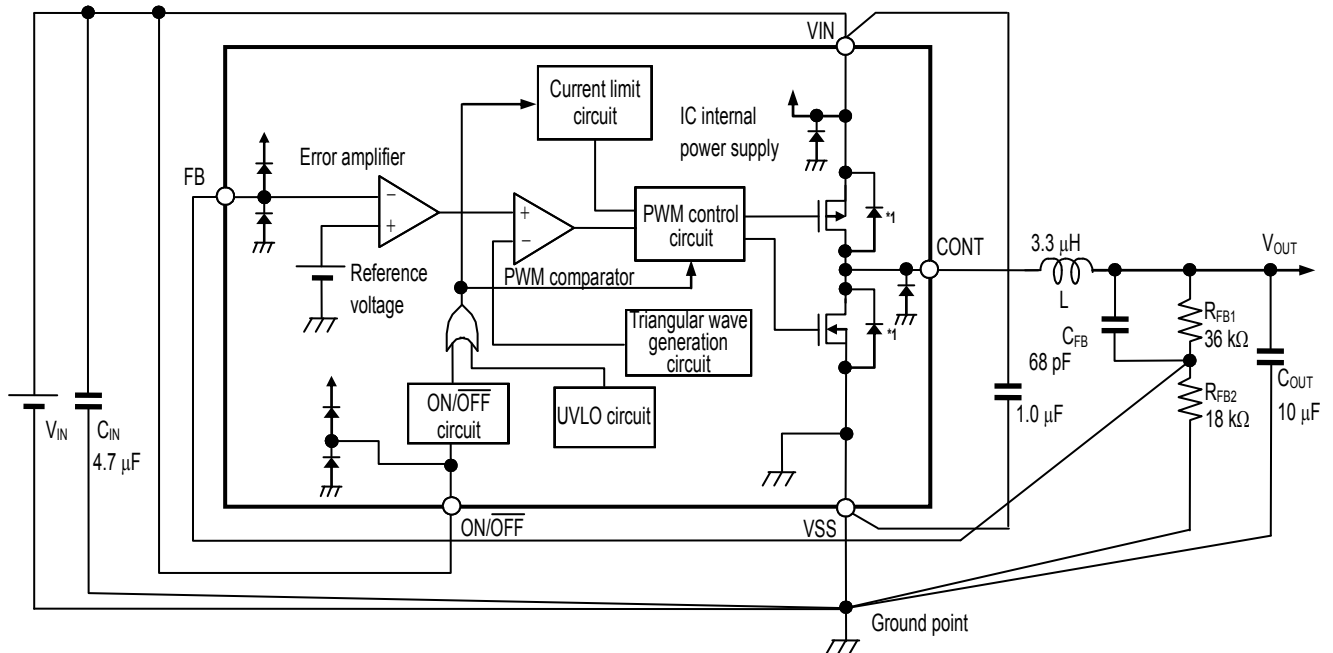 VIN
Current limit
circuit
IC internal
power supply
Error amplifier
FB
−
+
+
−
PWM control
circuit
*1
CONT
3.3 μH
VOUT
Reference
voltage
PWM comparator
L
RFB1
36 kΩ
*1
Triangular wave
generation
circuit
CFB
68 pF
COUT
10 μF
RFB2
18 kΩ
1.0 μF
VIN
CIN
4.7 μF
ON/OFF
circuit
UVLO circuit
ON/OFF
VSS
Ground point